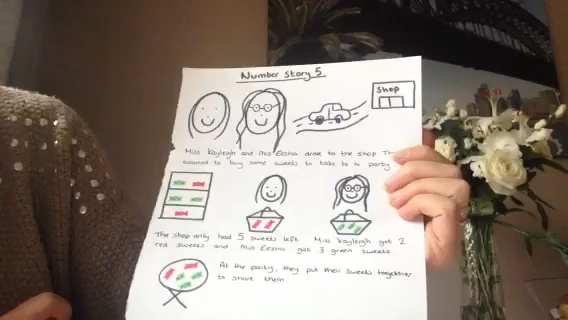 Number Story 5
Shop
Miss Kayleigh and Miss Eesha drove to the shop. Th
wanted to buy some sweets to take to a party.
The shop only had 5 sweets left. Miss Kayleigh got 2
red sweets and Miss Eesha got 3 green sweets.
At the party, they put their sweets together
to share them.